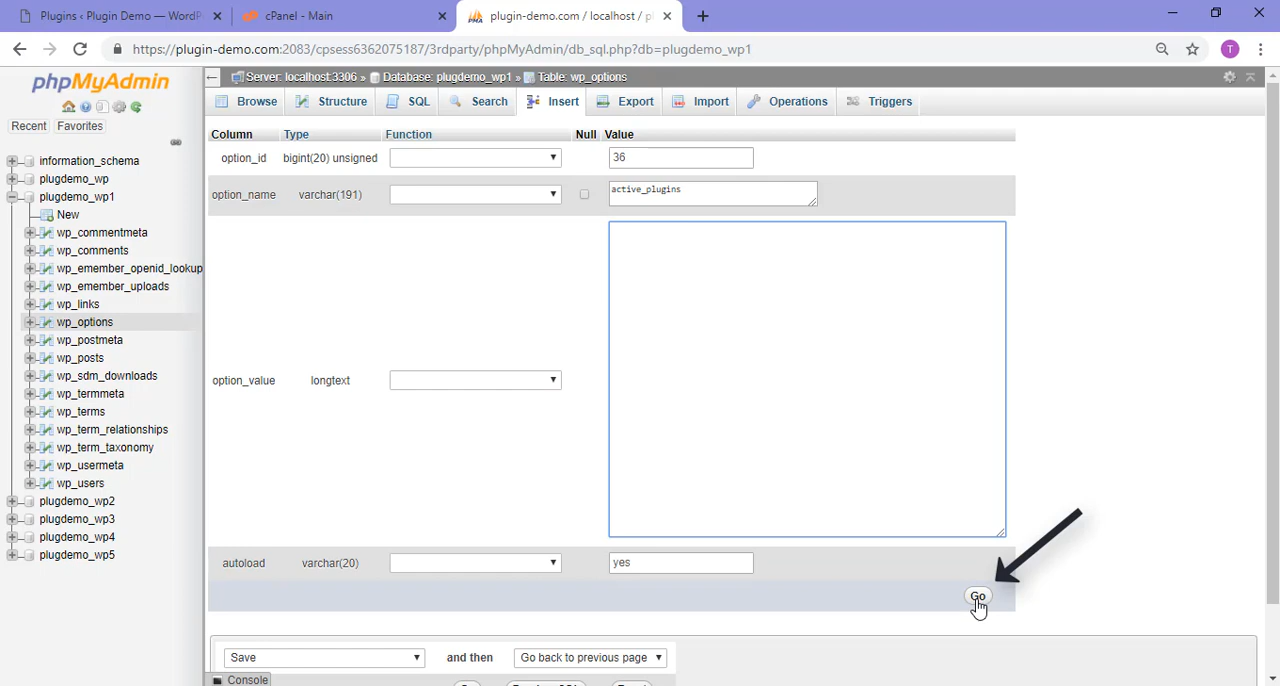 Plugins ‹ Plugin Demo — WordP
cPanel - Main
plugin-demo.com / localhost / p
https://plugin-demo.com:2083/cpsess6362075187/3rdparty/phpMyAdmin/db_sql.php?db=plugdemo_wp1
T
phpMyAdmin
Recent
Favorites
information_schema
plugdemo_wp
plugdemo_wp1
New
wp_commentmeta
wp_comments
wp_emember_openid_lookup
wp_emember_uploads
wp_links
wp_options
wp_postmeta
wp_posts
wp_sdm_downloads
wp_termmeta
wp_terms
wp_term_relationships
wp_term_taxonomy
wp_usermeta
wp_users
plugdemo_wp2
plugdemo_wp3
plugdemo_wp4
plugdemo_wp5
Server: localhost:3306 » Database: plugdemo_wp1 » Table: wp_options
Browse Structure SQL Search Insert Export Import Operations Triggers
Column Type Function Null Value
option_id bigint(20) unsigned 36
option_name varchar(191) active_plugins
option_value longtext
autoload varchar(20) yes
Go
Save and then Go back to previous page
Console